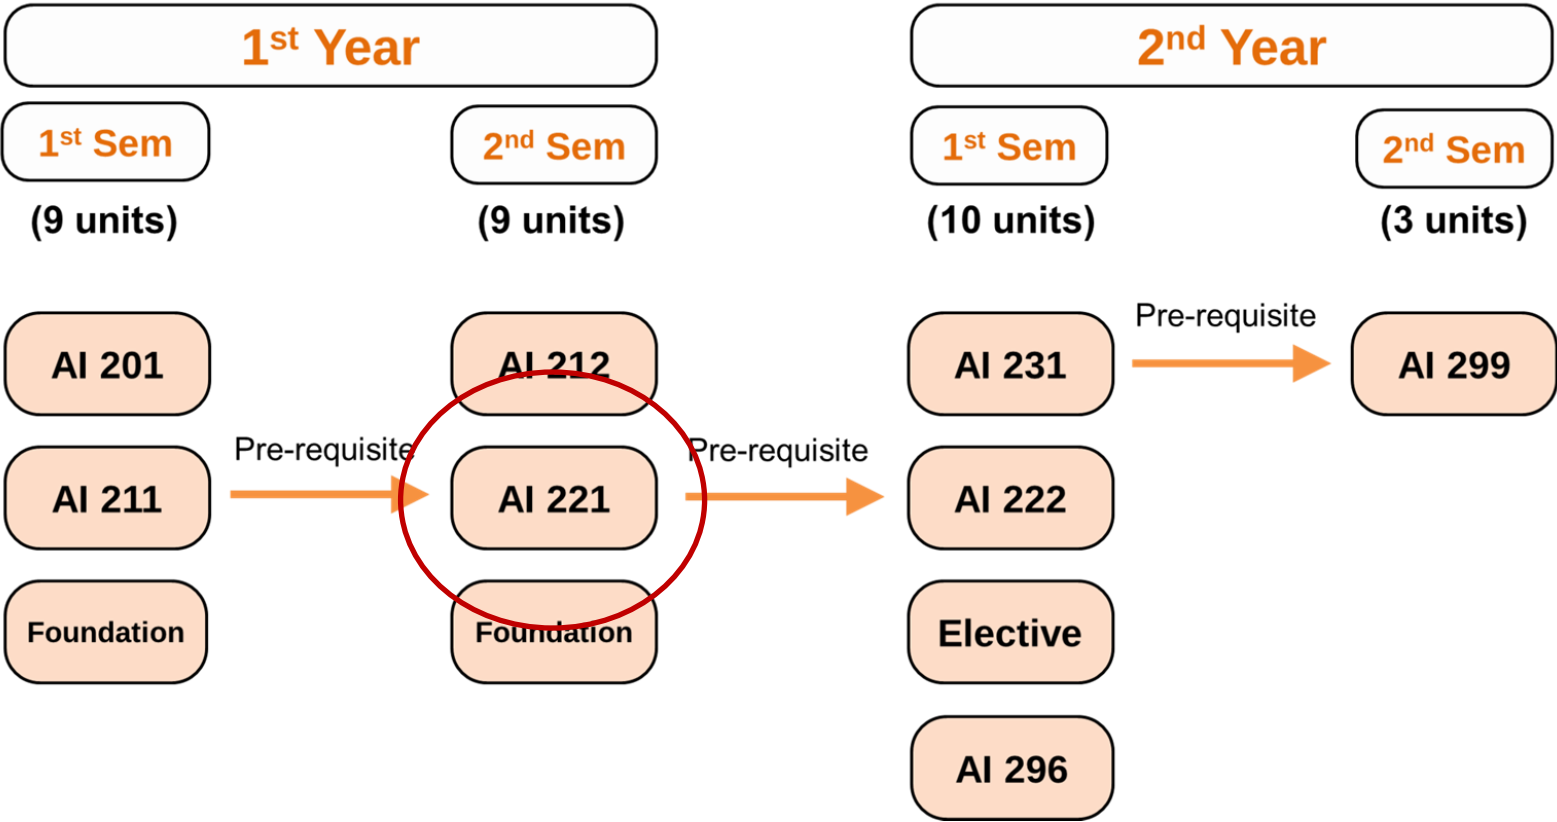 1st Year
2nd Year
1st Sem
2nd Sem
1st Sem
2nd Sem
(9 units)
(9 units)
(10 units)
(3 units)
AI 201
AI 212
AI 231
Pre-requisite
AI 299
AI 211
Pre-requisite
AI 221
Pre-requisite
AI 222
Foundation
Foundation
Elective
AI 296